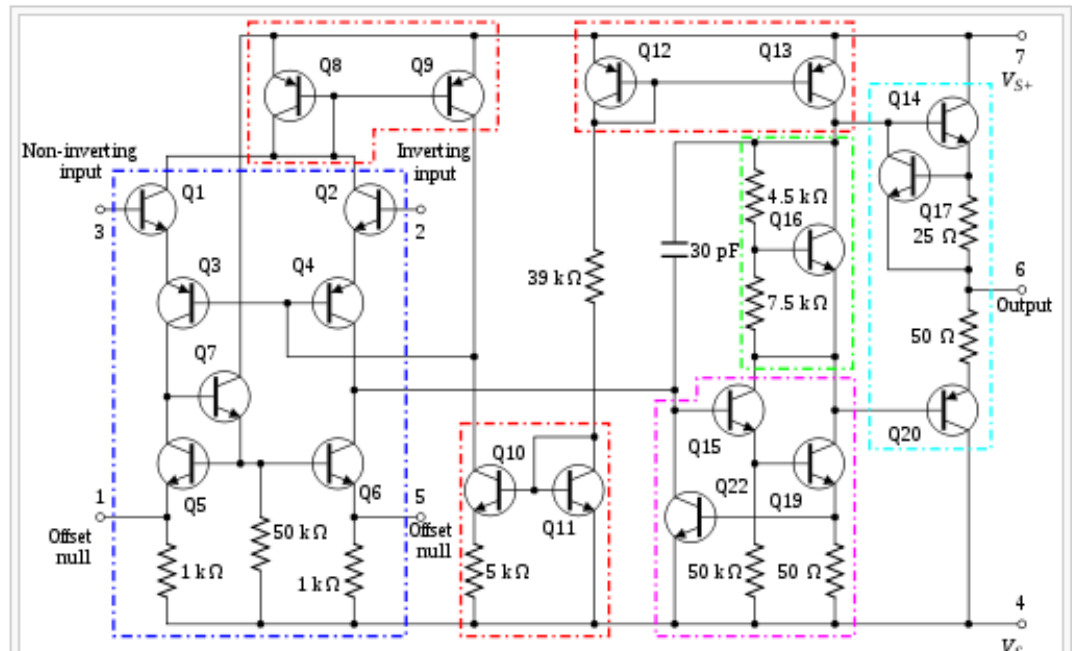 Q12
Q13
7
Q8
Q9
V_S+
Q14
Non-inverting
input
Inverting
input
Q1
Q2
Q17
4.5 kΩ
25 Ω
3
2
Q16
30 pF
6
Q3
Q4
39 kΩ
7.5 kΩ
Output
50 Ω
Q7
Q15
Q20
Q10
Q5
Q6
Q22
Q19
1
5
Offset
null
Offset
null
50 kΩ
Q11
1 kΩ
1 kΩ
5 kΩ
50 kΩ
50 Ω
4